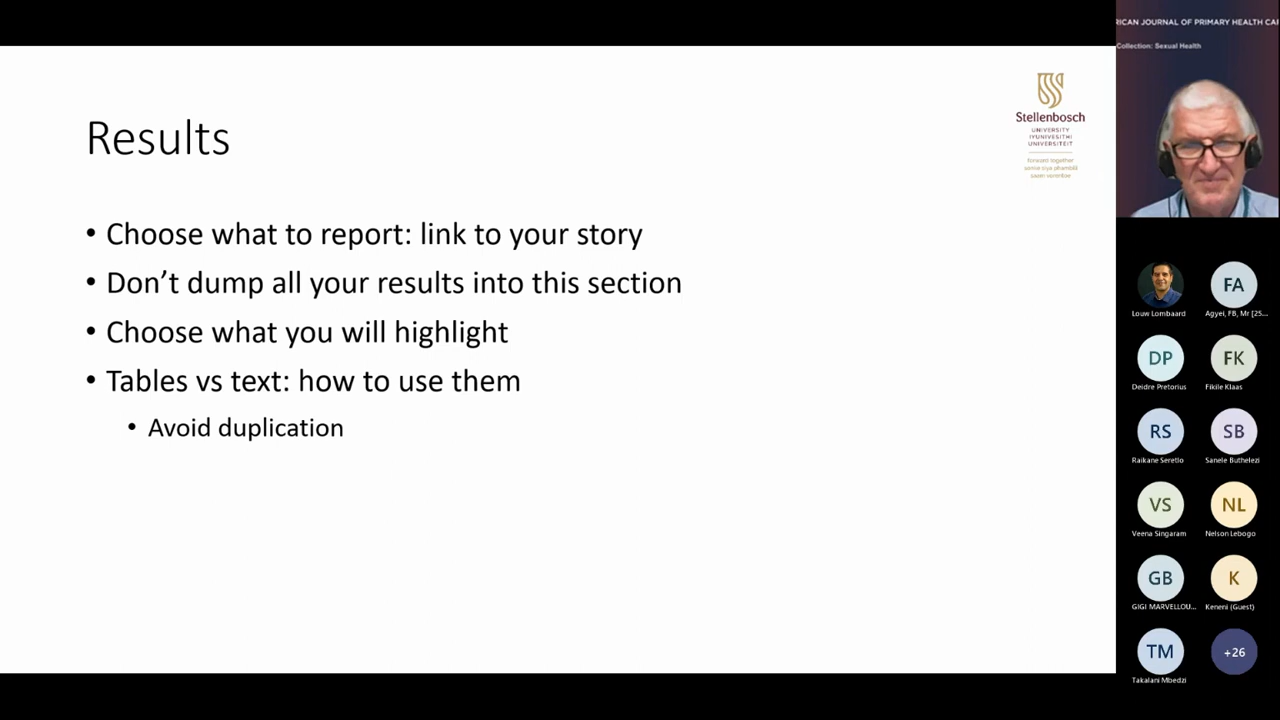 Results
• Choose what to report: link to your story
• Don’t dump all your results into this section
• Choose what you will highlight
• Tables vs text: how to use them
• Avoid duplication
Stellenbosch
UNIVERSITY
IYUNIVESITHI
UNIVERSITEIT
forward together
sonke siya phambili
saam vorentoe
RICAN JOURNAL OF PRIMARY HEALTH CA
Collection: Sexual Health
Louw Lombaard
FA
Agyei, FB, Mr [25...
DP
Deidre Pretorius
FK
Fikile Klaas
RS
Raikane Seretlo
SB
Sanele Buthelezi
VS
Veena Singaram
NL
Nelson Lebogo
GB
GIGI MARVELLOU...
K
Keneni (Guest)
TM
Takalani Mbedzi
+26